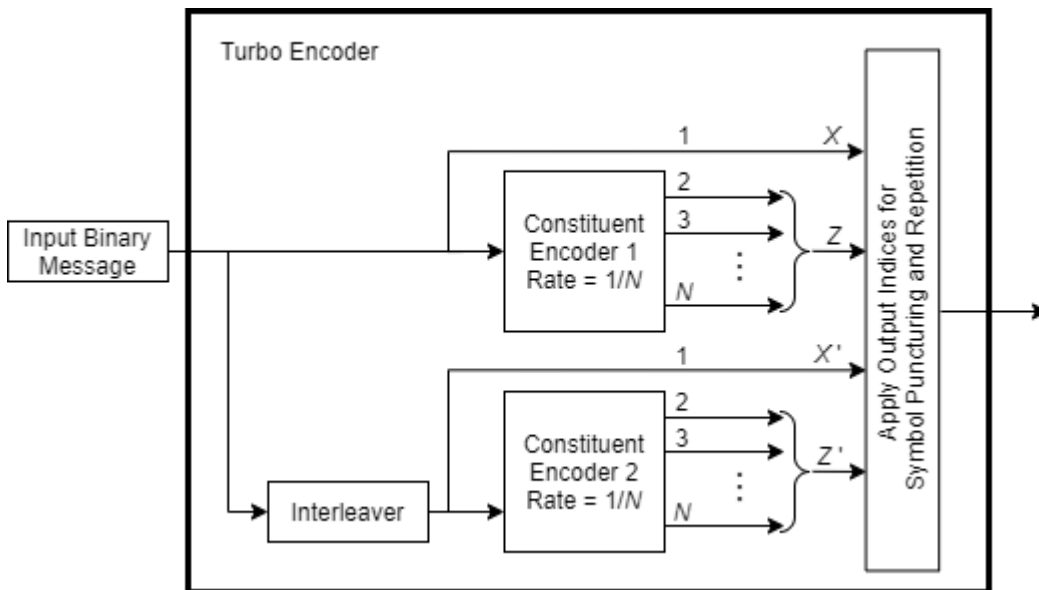 Turbo Encoder
Input Binary
Message
1
X
Constituent
Encoder 1
Rate = 1/N
2
3
⋮
N
Z
1
X'
Interleaver
Constituent
Encoder 2
Rate = 1/N
2
3
⋮
N
Z'
Apply Output Indices for
Symbol Puncturing and Repetition